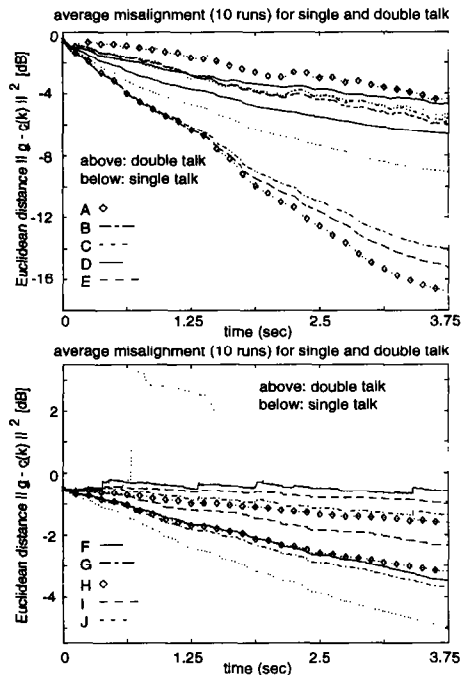 average misalignment (10 runs) for single and double talk
Euclidean distance || g - c(k) || ² [dB]
0
-4
-8
-12
-16
above: double talk
below: single talk
A
B
C
D
E
0
1.25
2.5
3.75
time (sec)
average misalignment (10 runs) for single and double talk
Euclidean distance || g - c(k) || ² [dB]
2
0
-2
-4
above: double talk
below: single talk
F
G
H
I
J
0
1.25
2.5
3.75
time (sec)